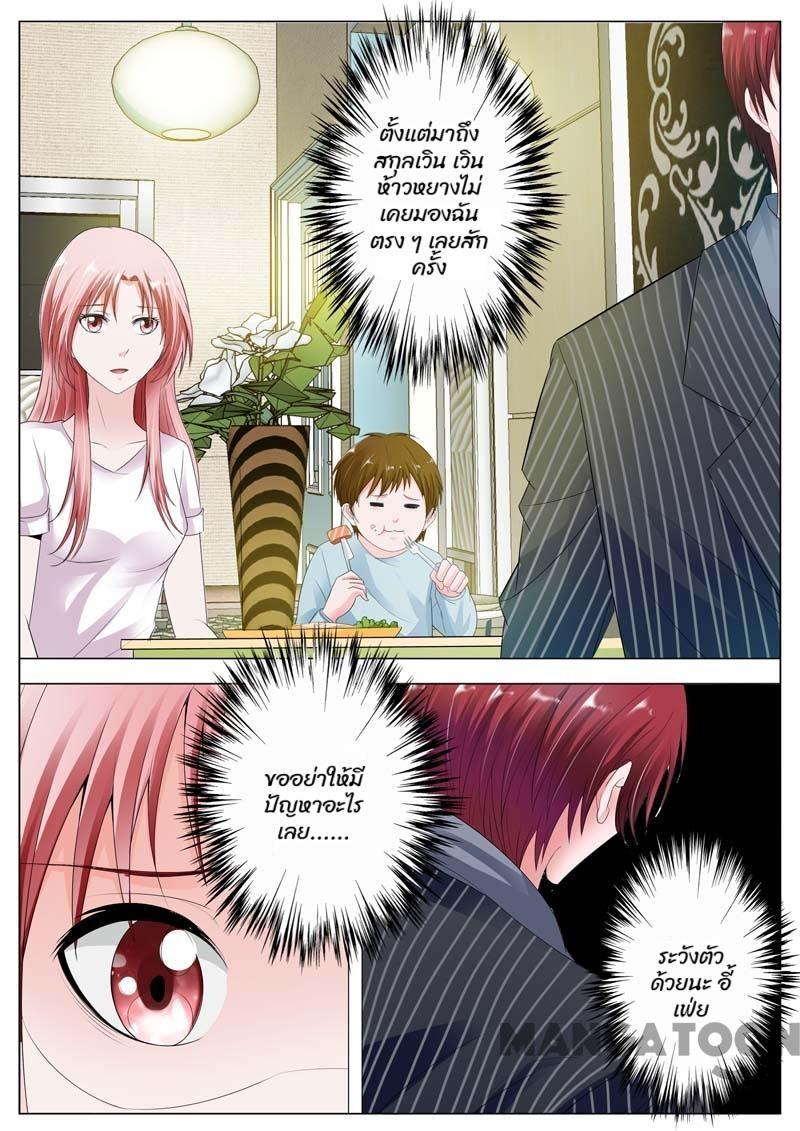 ตั้งแต่มาถึง
สกุลเวิน เวิน
ห้าวหยางไม่
เคยมองฉัน
ตรง ๆ เลยสัก
ครั้ง
ขออย่าให้มี
ปัญหาอะไร
เลย......
ระวังตัว
ด้วยนะ อี้
เฟ่ย
MANGATOON